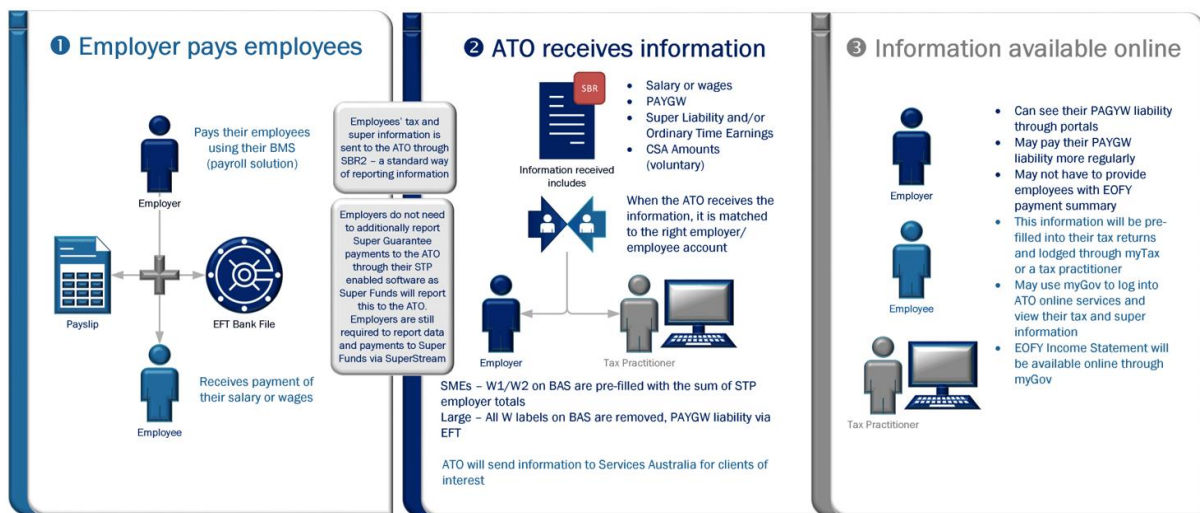 ❶ Employer pays employees
Pays their employees
using their BMS
(payroll solution)
Employer
Payslip
EFT Bank File
Receives payment of
their salary or wages
Employee
Employees' tax and
super information is
sent to the ATO through
SBR2 – a standard way
of reporting information
Employers do not need
to additionally report
Super Guarantee
payments to the ATO
through their STP
enabled software as
Super Funds will report
this to the ATO.
Employers are still
required to report data
and payments to Super
Funds via SuperStream
❷ ATO receives information
SBR
Information received
includes
• Salary or wages
• PAYGW
• Super Liability and/or
Ordinary Time Earnings
• CSA Amounts
(voluntary)
When the ATO receives the
information, it is matched
to the right employer/
employee account
Employer
Tax Practitioner
SMEs – W1/W2 on BAS are pre-filled with the sum of STP
employer totals
Large – All W labels on BAS are removed, PAYGW liability via
EFT
ATO will send information to Services Australia for clients of
interest
❸ Information available online
Employer
Employee
Tax Practitioner
• Can see their PAGYW liability
through portals
• May pay their PAYGW
liability more regularly
• May not have to provide
employees with EOFY
payment summary
• This information will be pre-
filled into their tax returns
and lodged through myTax
or a tax practitioner
• May use myGov to log into
ATO online services and
view their tax and super
information
• EOFY Income Statement will
be available online through
myGov